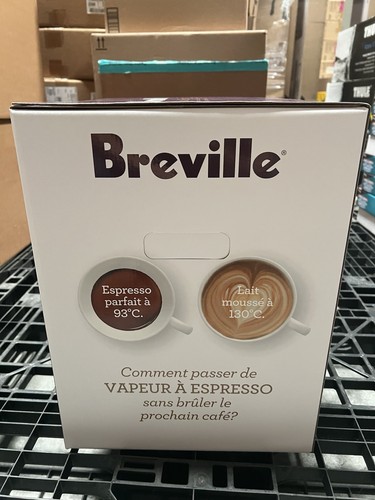 Breville®
Espresso
parfait à
93°C.
Lait
moussé à
130°C.
Comment passer de
VAPEUR À ESPRESSO
sans brûler le
prochain café?